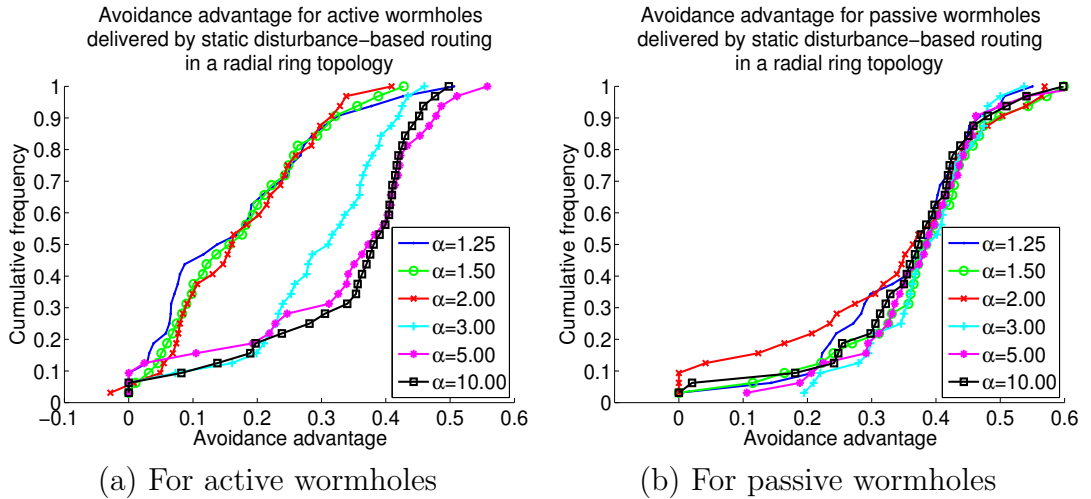 Avoidance advantage for active wormholes
delivered by static disturbance−based routing
in a radial ring topology
1
0.9
0.8
0.7
0.6
0.5
0.4
0.3
0.2
0.1
0
−0.1 0 0.1 0.2 0.3 0.4 0.5 0.6
Cumulative frequency
Avoidance advantage
α=1.25
α=1.50
α=2.00
α=3.00
α=5.00
α=10.00
(a) For active wormholes
Avoidance advantage for passive wormholes
delivered by static disturbance−based routing
in a radial ring topology
1
0.9
0.8
0.7
0.6
0.5
0.4
0.3
0.2
0.1
0
−0.1 0 0.1 0.2 0.3 0.4 0.5 0.6
Cumulative frequency
Avoidance advantage
α=1.25
α=1.50
α=2.00
α=3.00
α=5.00
α=10.00
(b) For passive wormholes